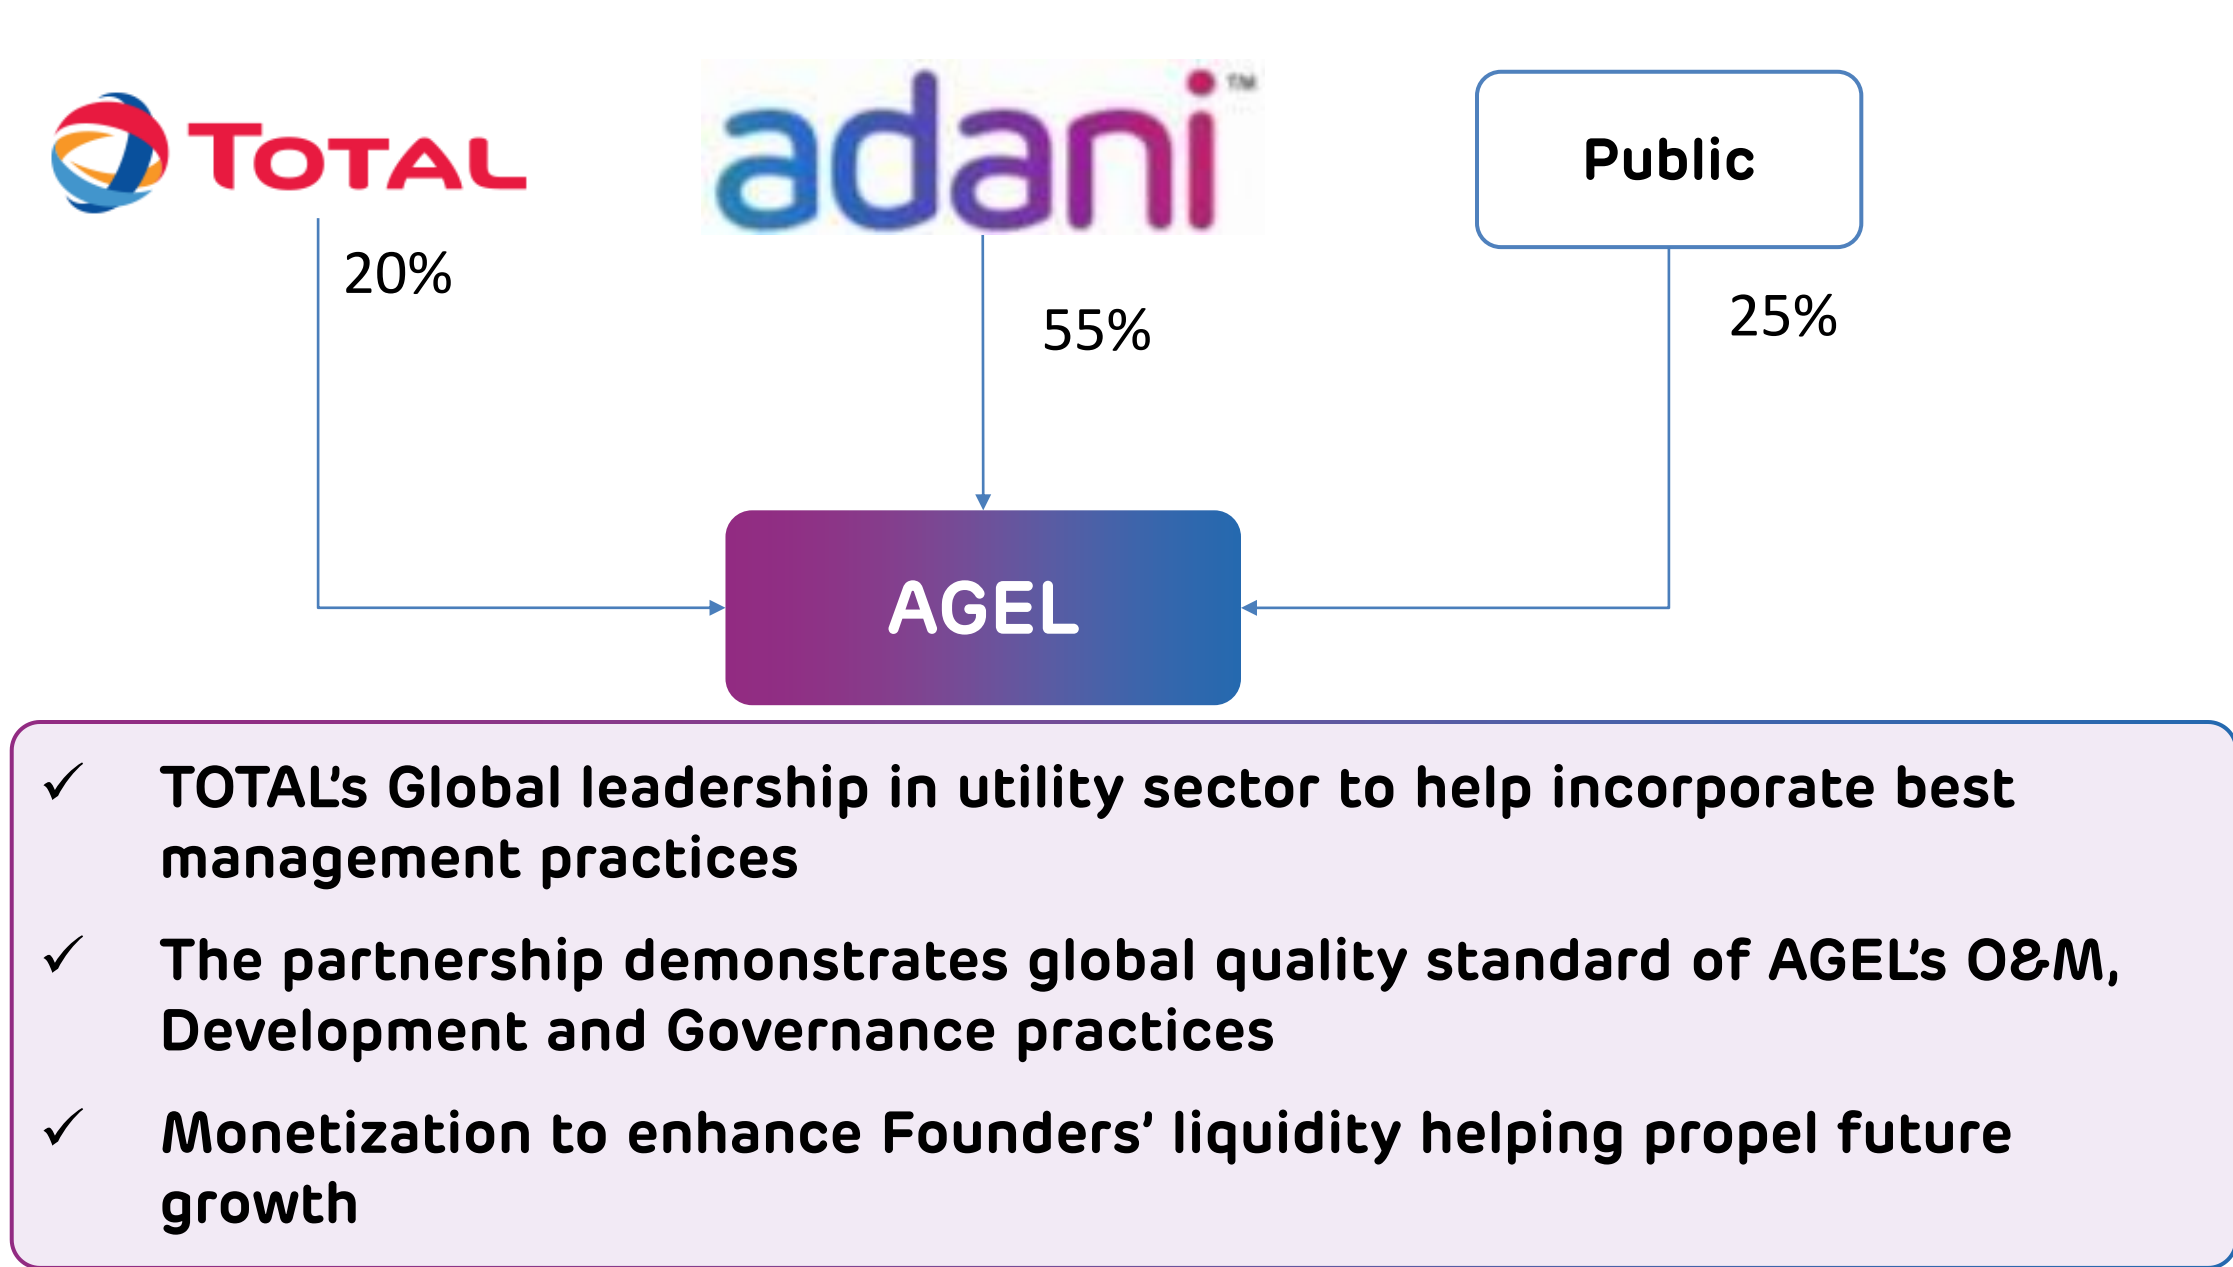 TOTAL
adani™
Public
20%
55%
25%
AGEL
✓ TOTAL's Global leadership in utility sector to help incorporate best
management practices
✓ The partnership demonstrates global quality standard of AGEL's O&M,
Development and Governance practices
✓ Monetization to enhance Founders' liquidity helping propel future
growth